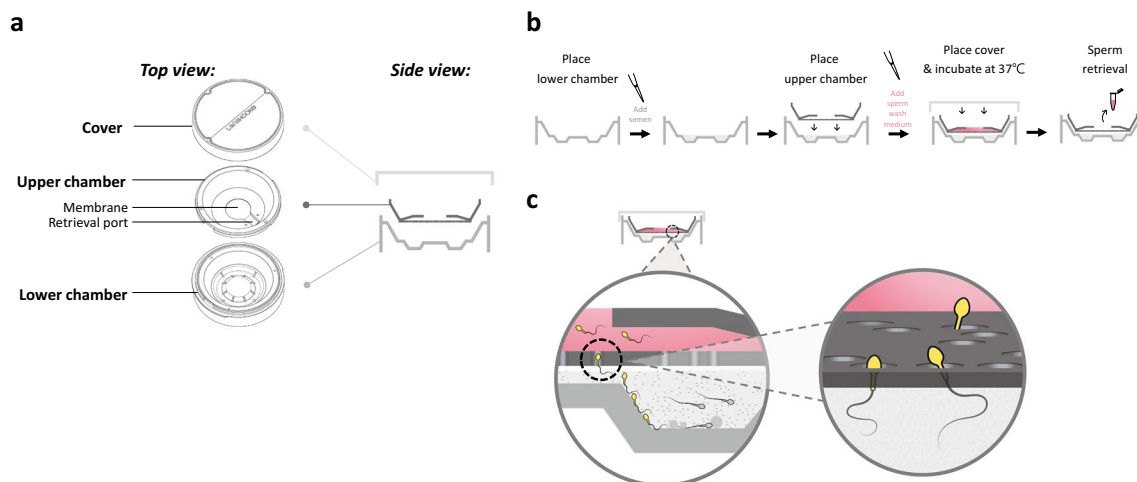 a
Top view:
Side view:
Cover
Upper chamber
Membrane
Retrieval port
Lower chamber
b
Place
lower chamber
Add
semen
Place
upper chamber
Add
sperm
wash
medium
Place cover
& incubate at 37℃
Sperm
retrieval
c